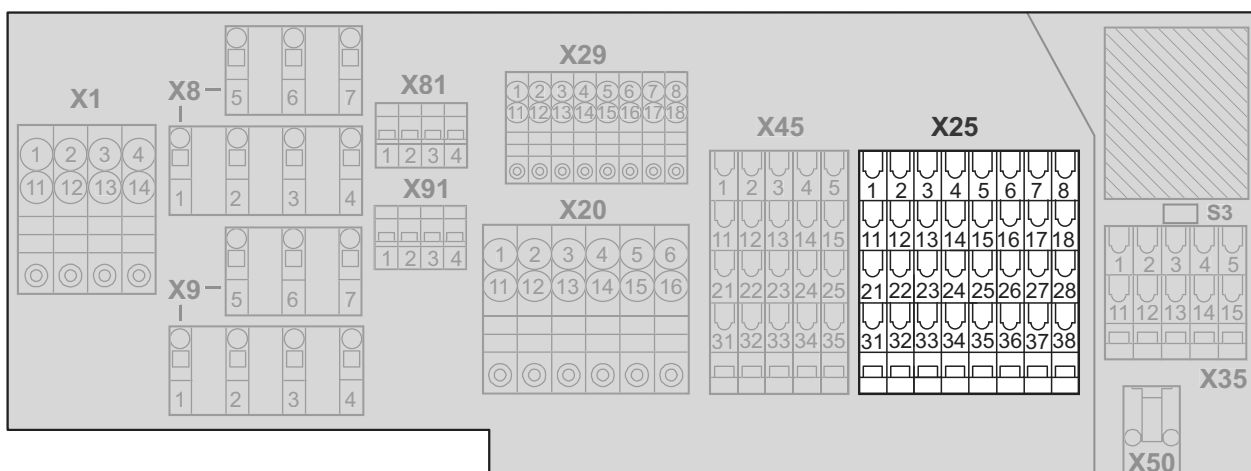 X1
1 2 3 4
11 12 13 14
X8
5 6 7
1 2 3 4
X9
5 6 7
1 2 3 4
X81
1 2 3 4
X91
1 2 3 4
X29
1 2 3 4 5 6 7 8
11 12 13 14 15 16 17 18
X20
1 2 3 4 5 6
11 12 13 14 15 16
X45
1 2 3 4 5
11 12 13 14 15
21 22 23 24 25
31 32 33 34 35
X25
1 2 3 4 5 6 7 8
11 12 13 14 15 16 17 18
21 22 23 24 25 26 27 28
31 32 33 34 35 36 37 38
S3
1 2 3 4 5
11 12 13 14 15
X35
X50